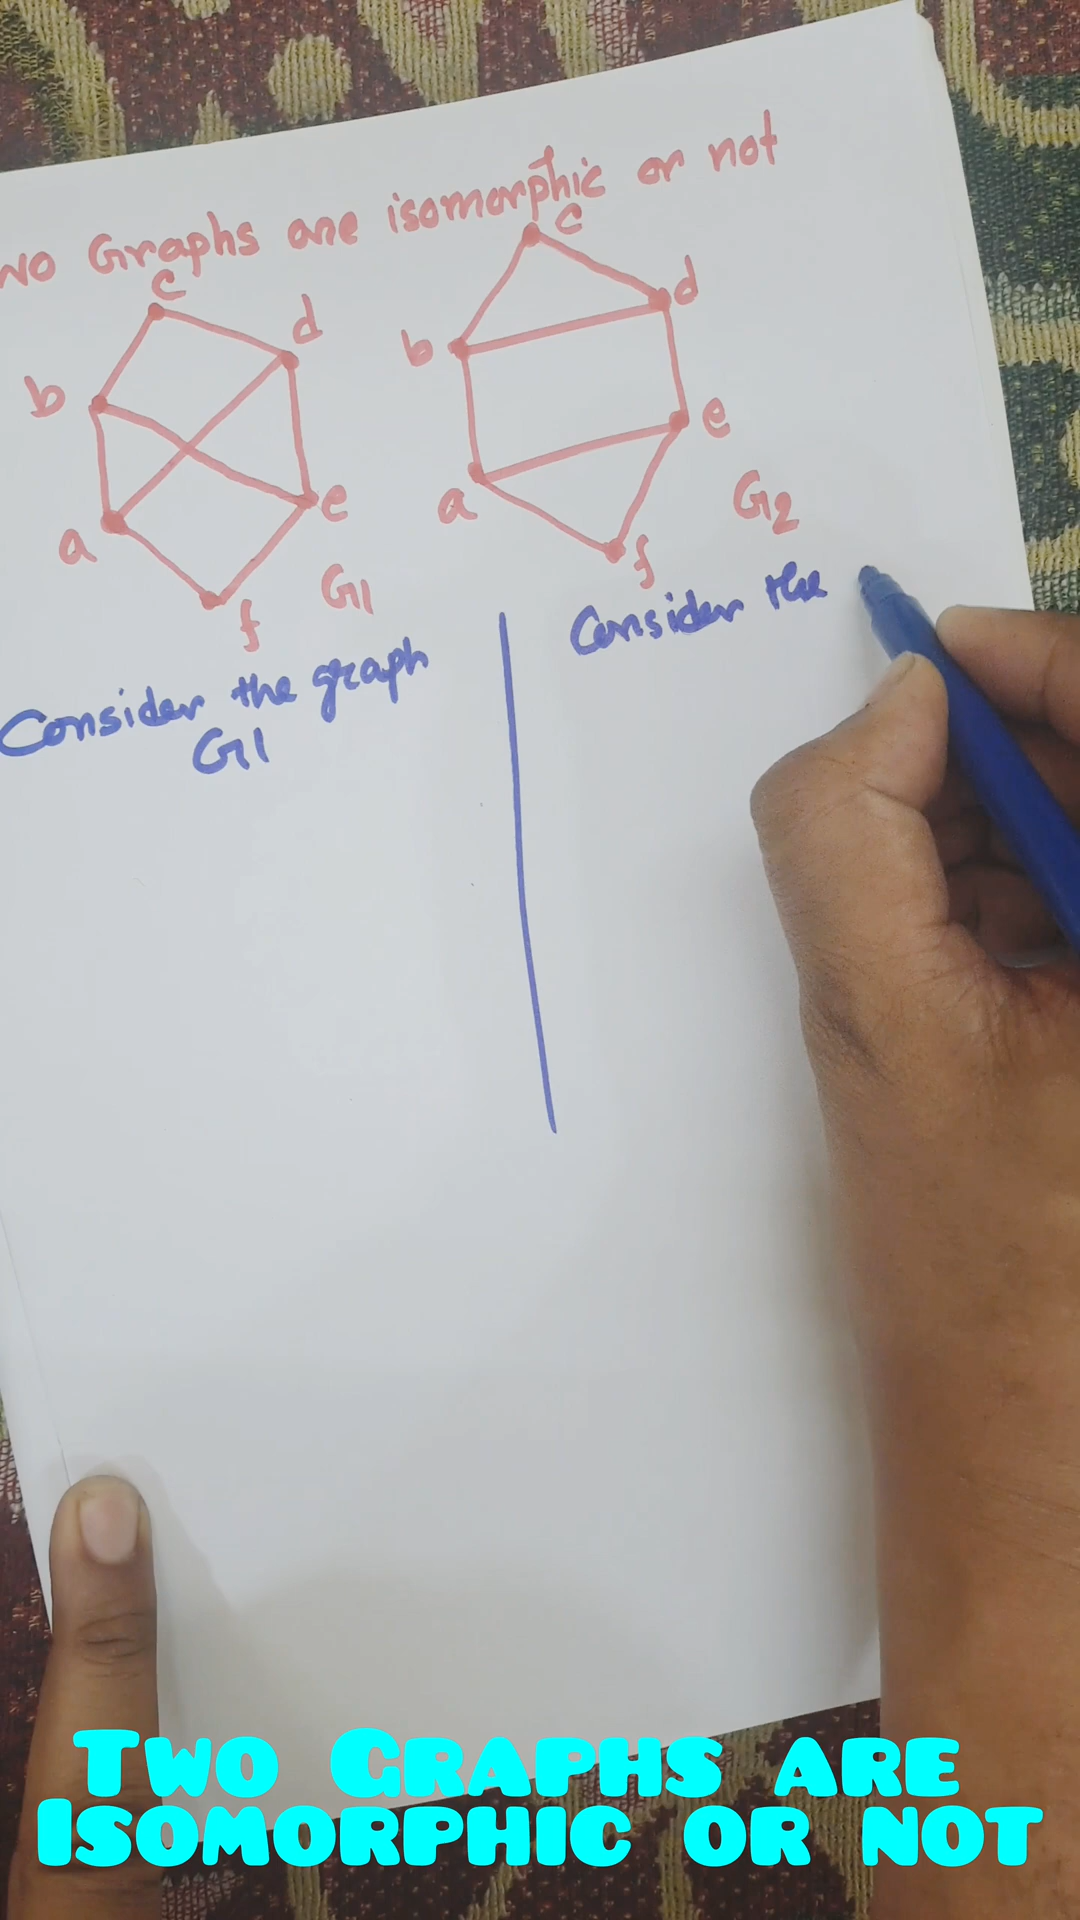 wo Graphs are isomorphic or not
c
d
b
a
e
f
G1
c
d
b
e
a
f
G2
Consider the graph
G1
Consider the
Two Graphs are
Isomorphic or not